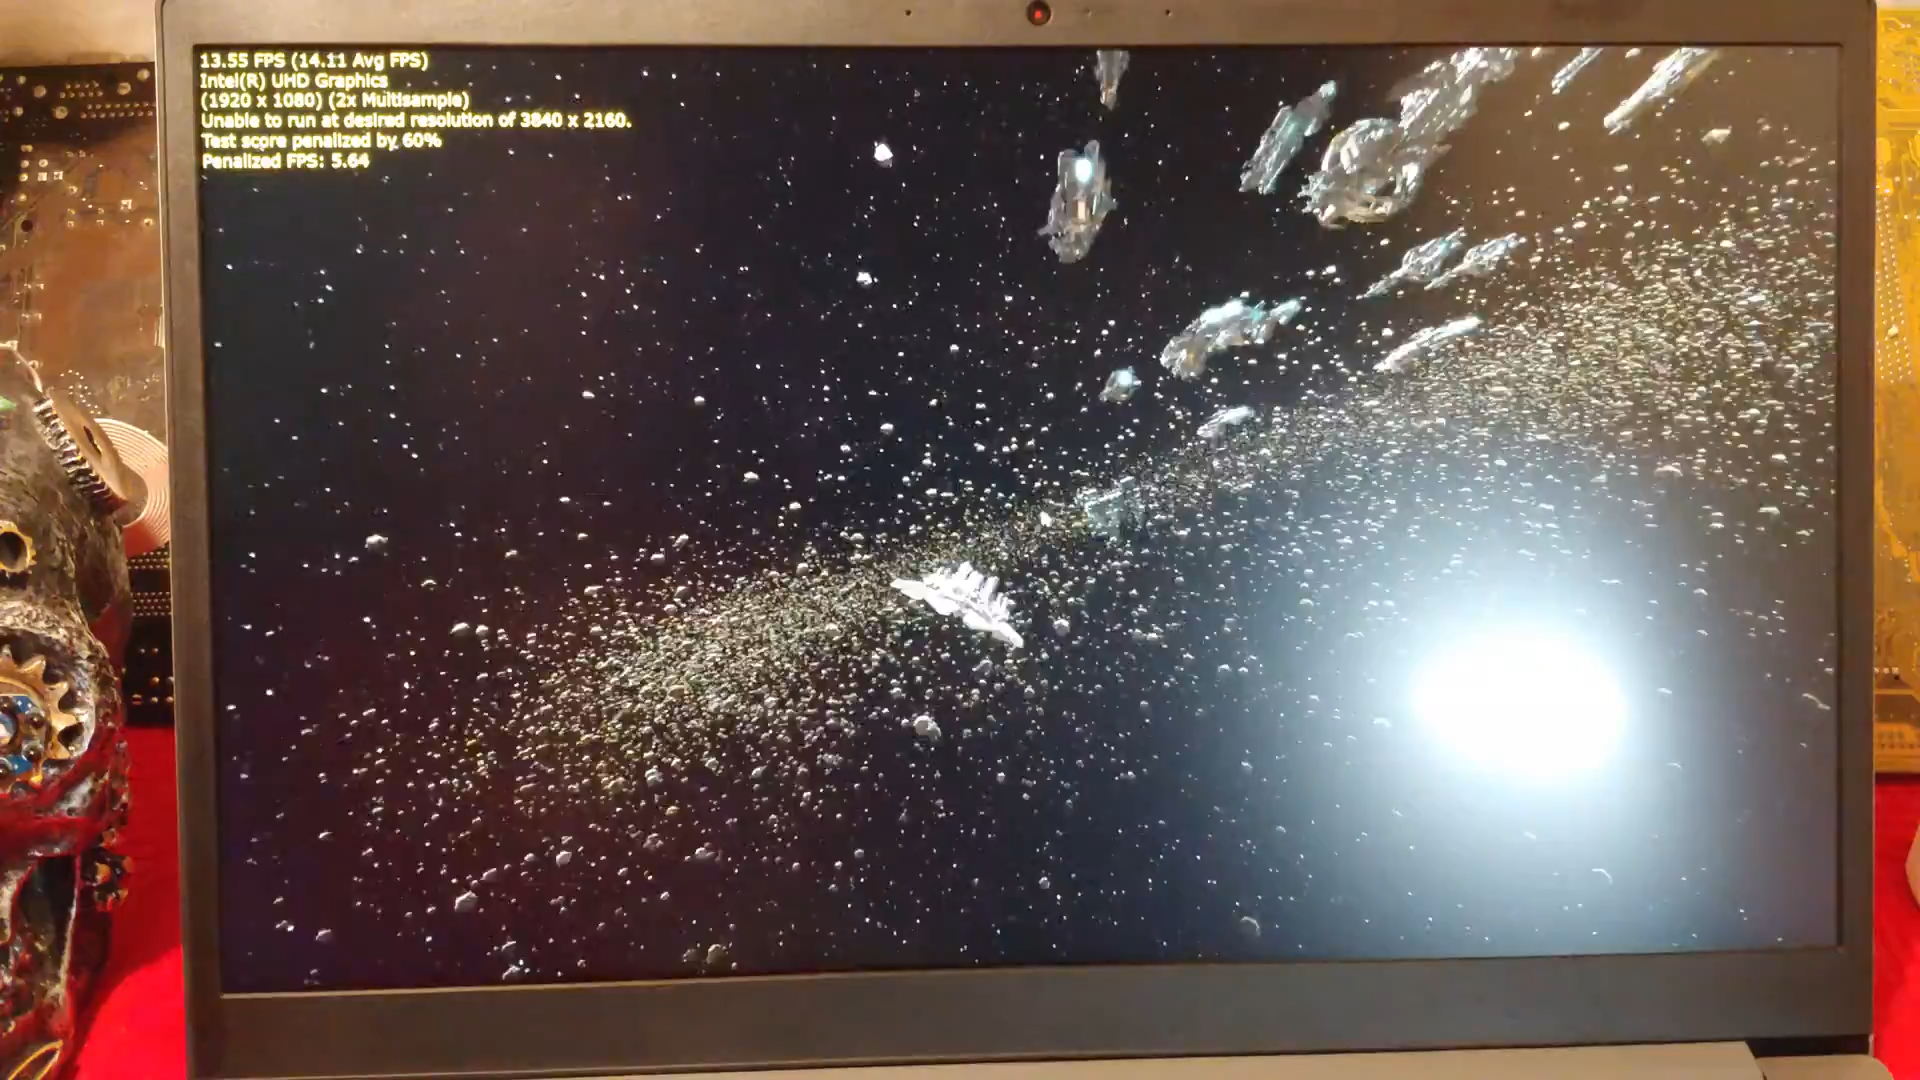 13.55 FPS (14.11 Avg FPS)
Intel(R) UHD Graphics
(1920 x 1080) (2x Multisample)
Unable to run at desired resolution of 3840 x 2160.
Test score penalized by 60%
Penalized FPS: 5.64